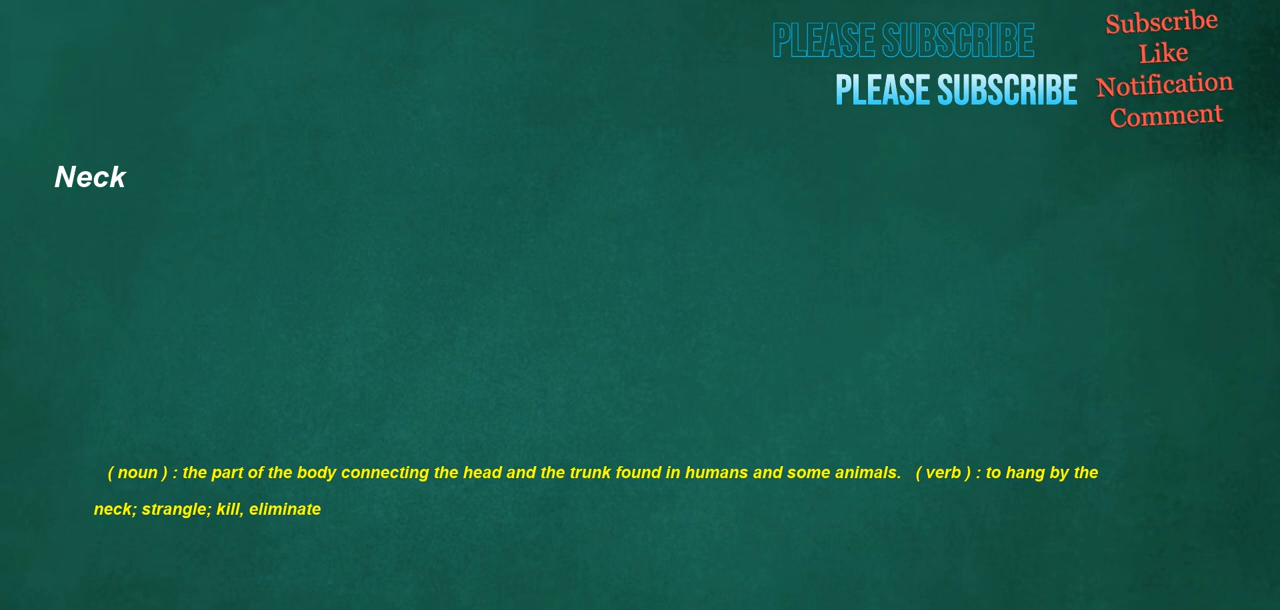 PLEASE SUBSCRIBE
PLEASE SUBSCRIBE
Subscribe
Like
Notification
Comment
Neck
( noun ) : the part of the body connecting the head and the trunk found in humans and some animals. ( verb ) : to hang by the
neck; strangle; kill, eliminate